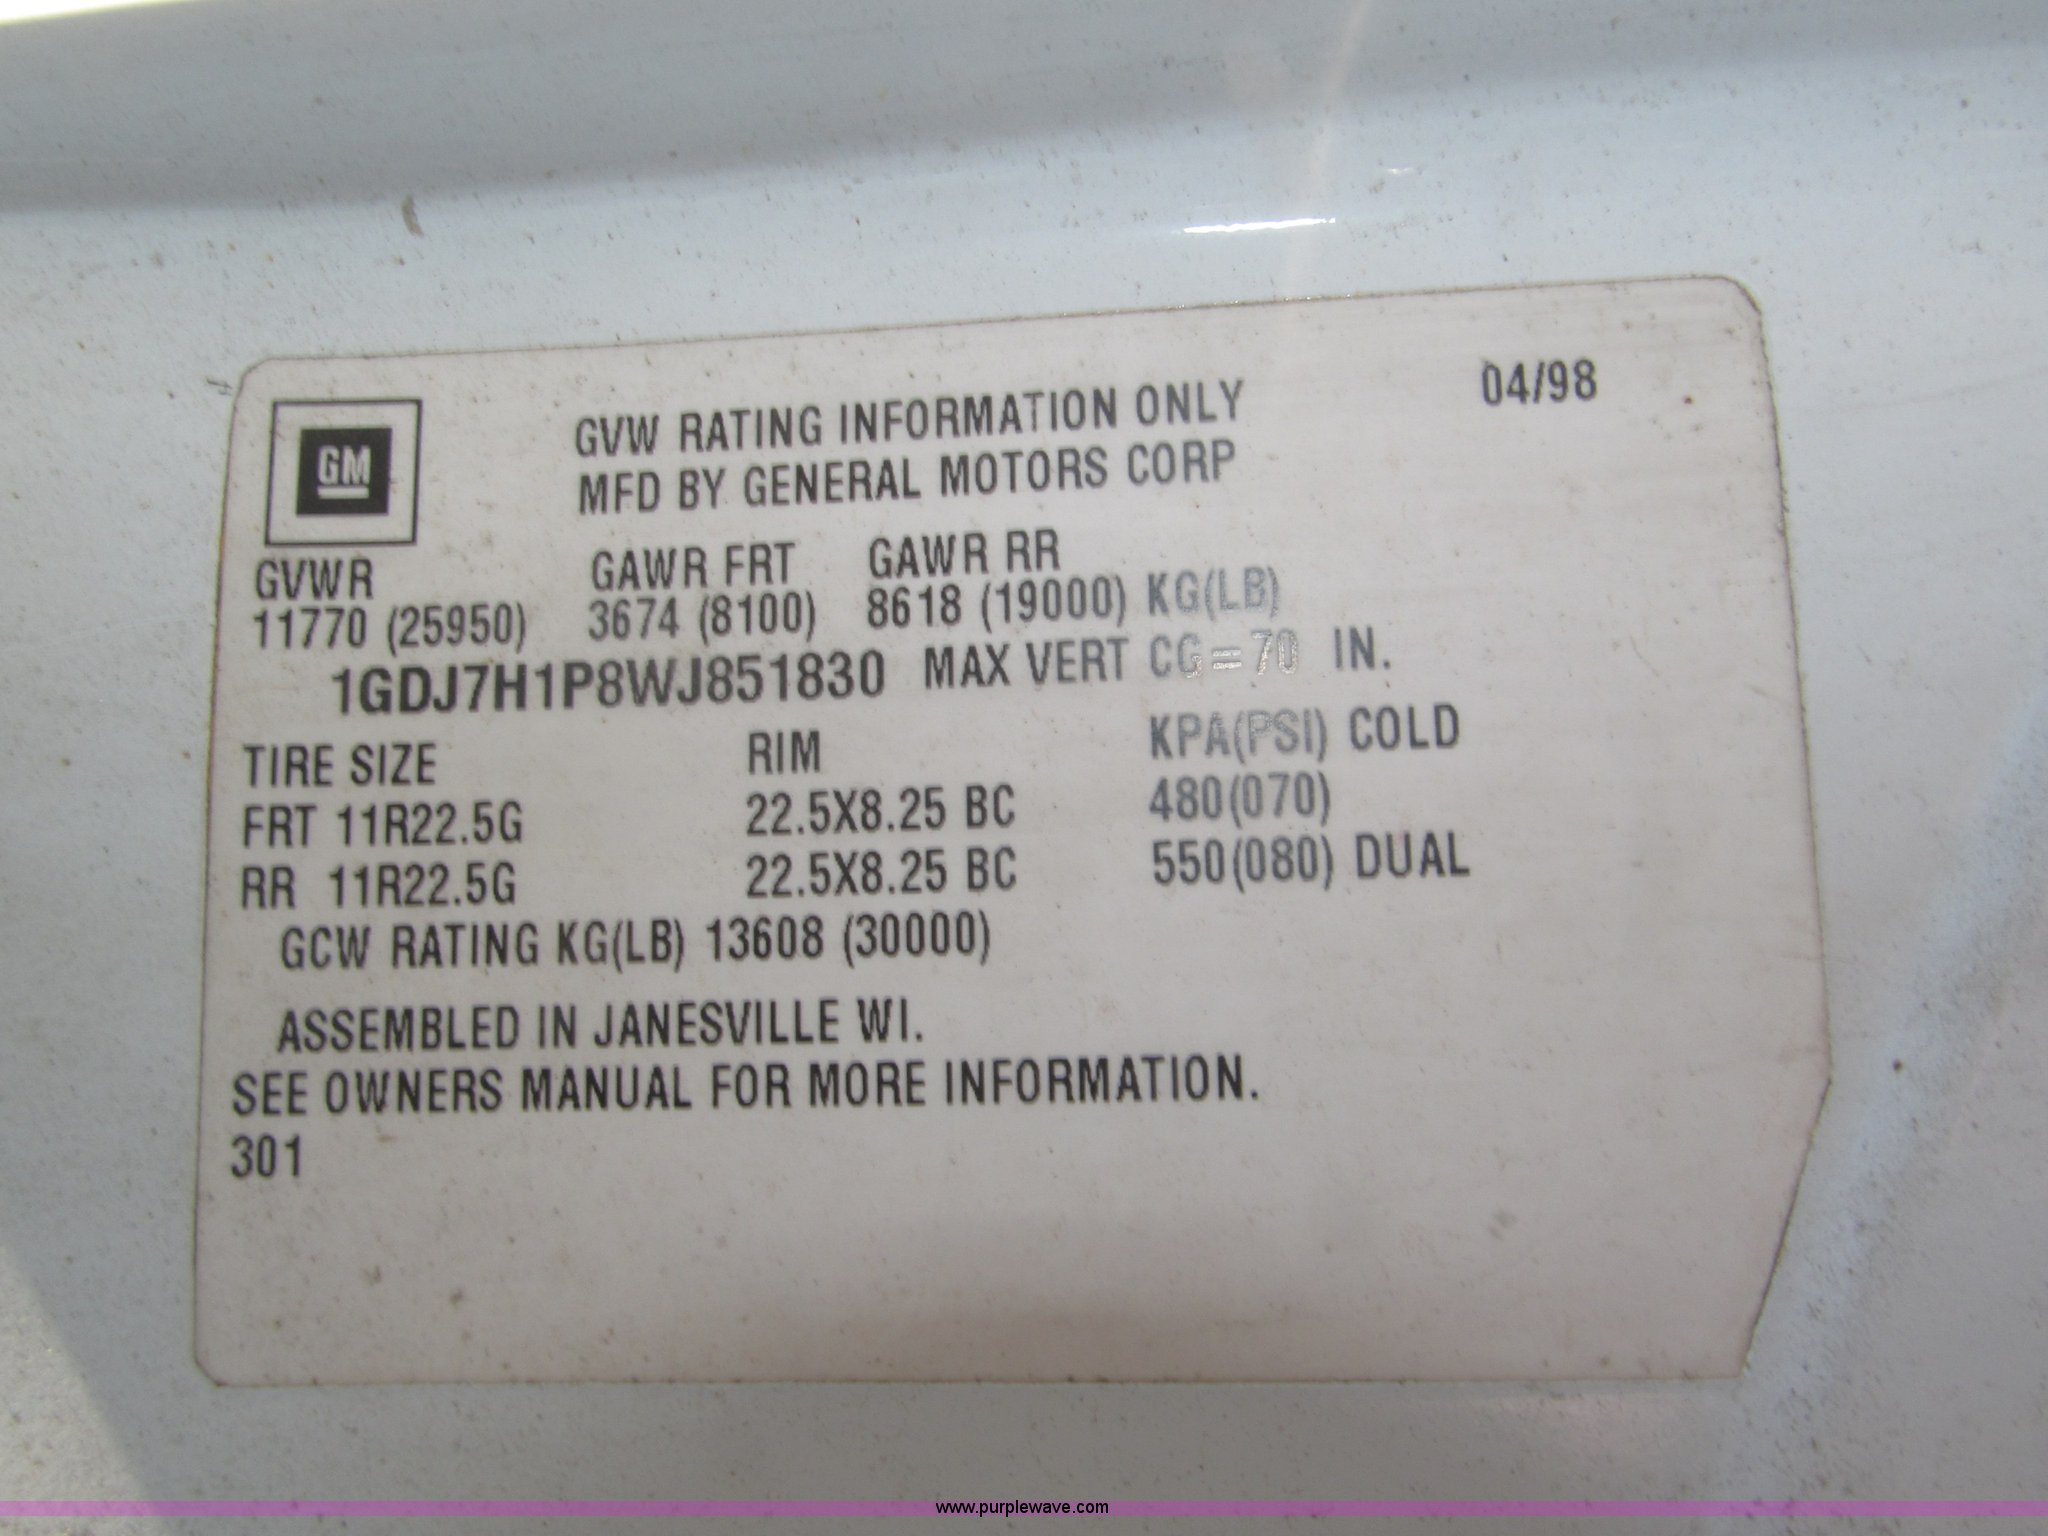 04/98
GM
GVW RATING INFORMATION ONLY
MFD BY GENERAL MOTORS CORP
GVWR GAWR FRT GAWR RR
11770 (25950) 3674 (8100) 8618 (19000) KG(LB)
1GDJ7H1P8WJ851830 MAX VERT CG=70 IN.
TIRE SIZE RIM KPA(PSI) COLD
FRT 11R22.5G 22.5X8.25 BC 480(070)
RR 11R22.5G 22.5X8.25 BC 550(080) DUAL
GCW RATING KG(LB) 13608 (30000)
ASSEMBLED IN JANESVILLE WI.
SEE OWNERS MANUAL FOR MORE INFORMATION.
301
www.purplewave.com